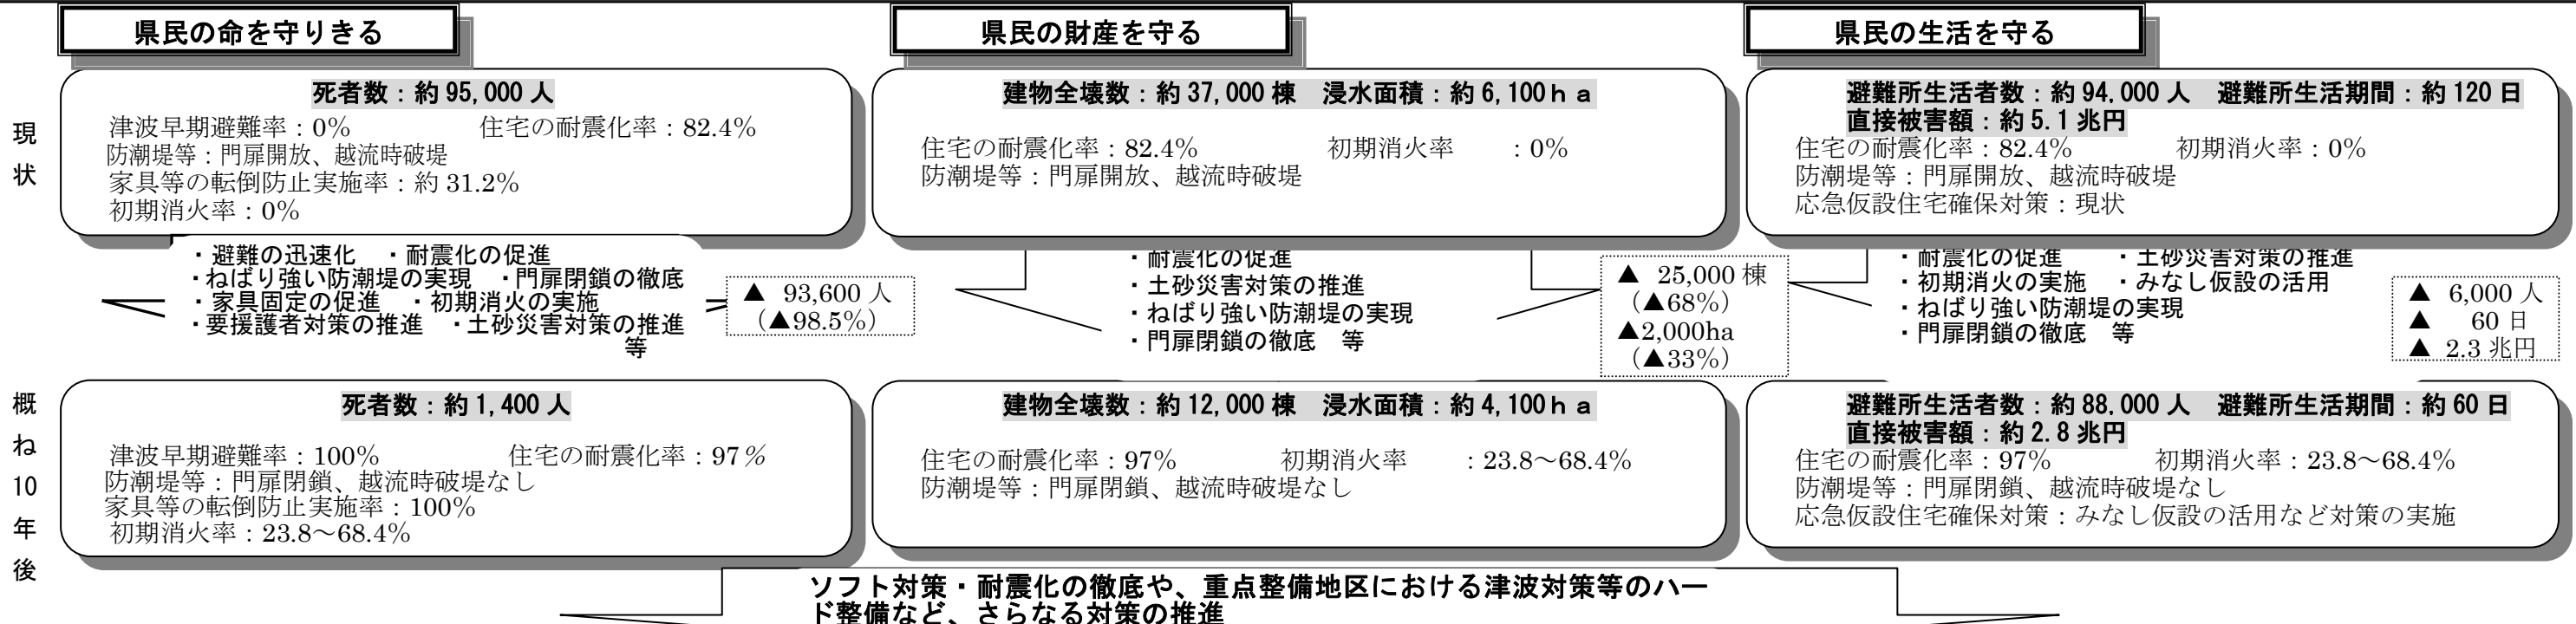 県民の命を守りきる
県民の財産を守る
県民の生活を守る
現状
死者数：約 95,000 人
津波早期避難率：0%　住宅の耐震化率：82.4%
防潮堤等：門扉開放、越流時破堤
家具等の転倒防止実施率：約 31.2%
初期消火率：0%
建物全壊数：約 37,000 棟　浸水面積：約 6,100ｈａ
住宅の耐震化率：82.4%　初期消火率　：0%
防潮堤等：門扉開放、越流時破堤
避難所生活者数：約 94,000 人　避難所生活期間：約 120 日
直接被害額：約 5.1 兆円
住宅の耐震化率：82.4%　初期消火率：0%
防潮堤等：門扉開放、越流時破堤
応急仮設住宅確保対策：現状
・避難の迅速化　・耐震化の促進
・ねばり強い防潮堤の実現　・門扉閉鎖の徹底
・家具固定の促進　・初期消火の実施
・要援護者対策の推進　・土砂災害対策の推進
等
▲ 93,600 人
（▲98.5%）
・耐震化の促進
・土砂災害対策の推進
・ねばり強い防潮堤の実現
・門扉閉鎖の徹底　等
▲ 25,000 棟
（▲68%）
▲2,000ha
（▲33%）
・耐震化の促進　・土砂災害対策の推進
・初期消火の実施　・みなし仮設の活用
・ねばり強い防潮堤の実現
・門扉閉鎖の徹底　等
▲ 6,000 人
▲ 60 日
▲ 2.3 兆円
概ね10年後
死者数：約 1,400 人
津波早期避難率：100%　住宅の耐震化率：97％
防潮堤等：門扉閉鎖、越流時破堤なし
家具等の転倒防止実施率：100%
初期消火率：23.8～68.4%
建物全壊数：約 12,000 棟　浸水面積：約 4,100ｈａ
住宅の耐震化率：97%　初期消火率　：23.8～68.4%
防潮堤等：門扉閉鎖、越流時破堤なし
避難所生活者数：約 88,000 人　避難所生活期間：約 60 日
直接被害額：約 2.8 兆円
住宅の耐震化率：97%　初期消火率：23.8～68.4%
防潮堤等：門扉閉鎖、越流時破堤なし
応急仮設住宅確保対策：みなし仮設の活用など対策の実施
ソフト対策・耐震化の徹底や、重点整備地区における津波対策等のハー
ド整備など、さらなる対策の推進